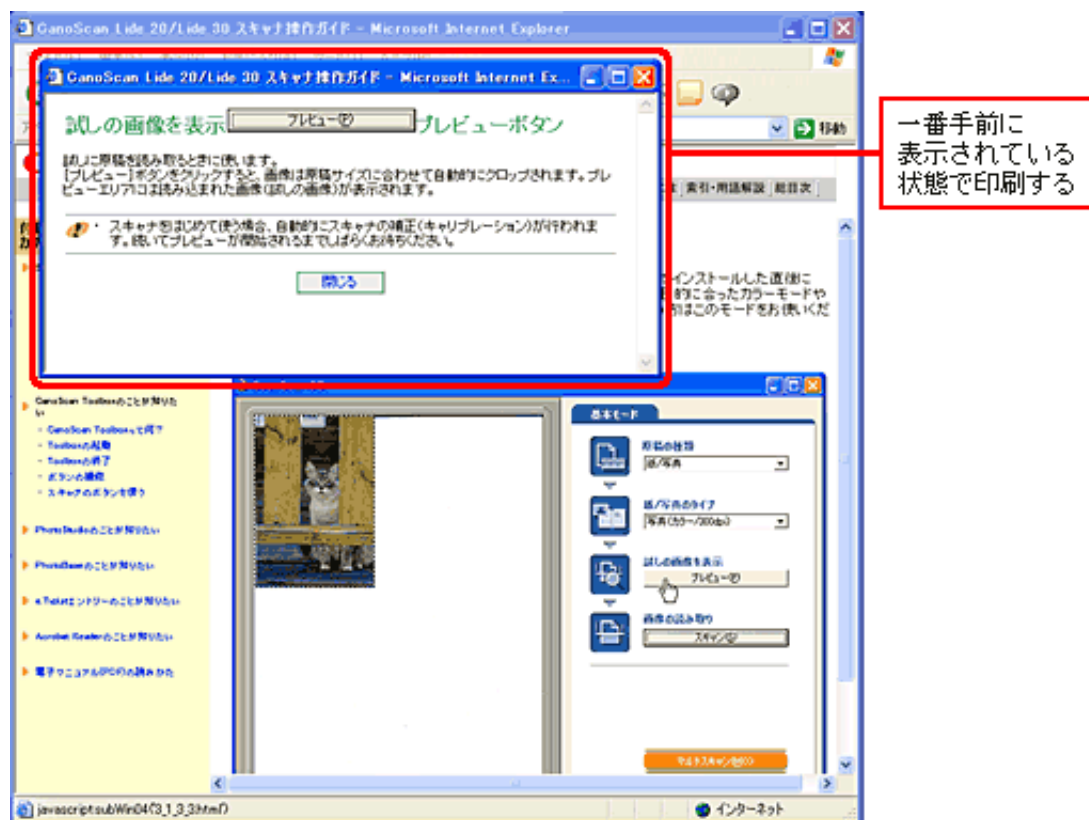 CanoScan Lide 20/Lide 30 スキャナ操作ガイド - Microsoft Internet Explorer
CanoScan Lide 20/Lide 30 スキャナ操作ガイド - Microsoft Internet Ex...
試しの画像を表示 プレビュー(P) プレビューボタン
試しに原稿を読み取るときに使います。
[プレビュー]ボタンをクリックすると、画像は原稿サイズに合わせて自動的にクロップされます。プレ
ビューエリアには読み込まれた画像(試しの画像)が表示されます。
・ スキャナをはじめて使う場合、自動的にスキャナの補正(キャリブレーション)が行われま
す。続いてプレビューが開始されるまでしばらくお待ちください。
閉じる
移動
一番手前に
表示されている
状態で印刷する
索引・用語解説 総目次
インストールした直後に
的に合ったカラーモードや
はこのモードをお使いくだ
CanoScan Toolboxのことが知りた
い
- CanoScan Toolboxって何?
- Toolboxの起動
- Toolboxの終了
- ボタンの機能
- スキャナのボタンを使う
PhotoStudioのことが知りたい
PhotoBaseのことが知りたい
e.Typistエントリーのことが知りたい
Acrobat Readerのことが知りたい
電子マニュアル(PDF)の読みかた
基本モード
原稿の種類
紙/写真
紙/写真のタイプ
写真(カラー/300dpi)
試しの画像を表示
プレビュー(P)
画像の読み取り
スキャン(S)
マルチスキャン(M)
javascript:subWin04('3_1_3_3.html')
インターネット